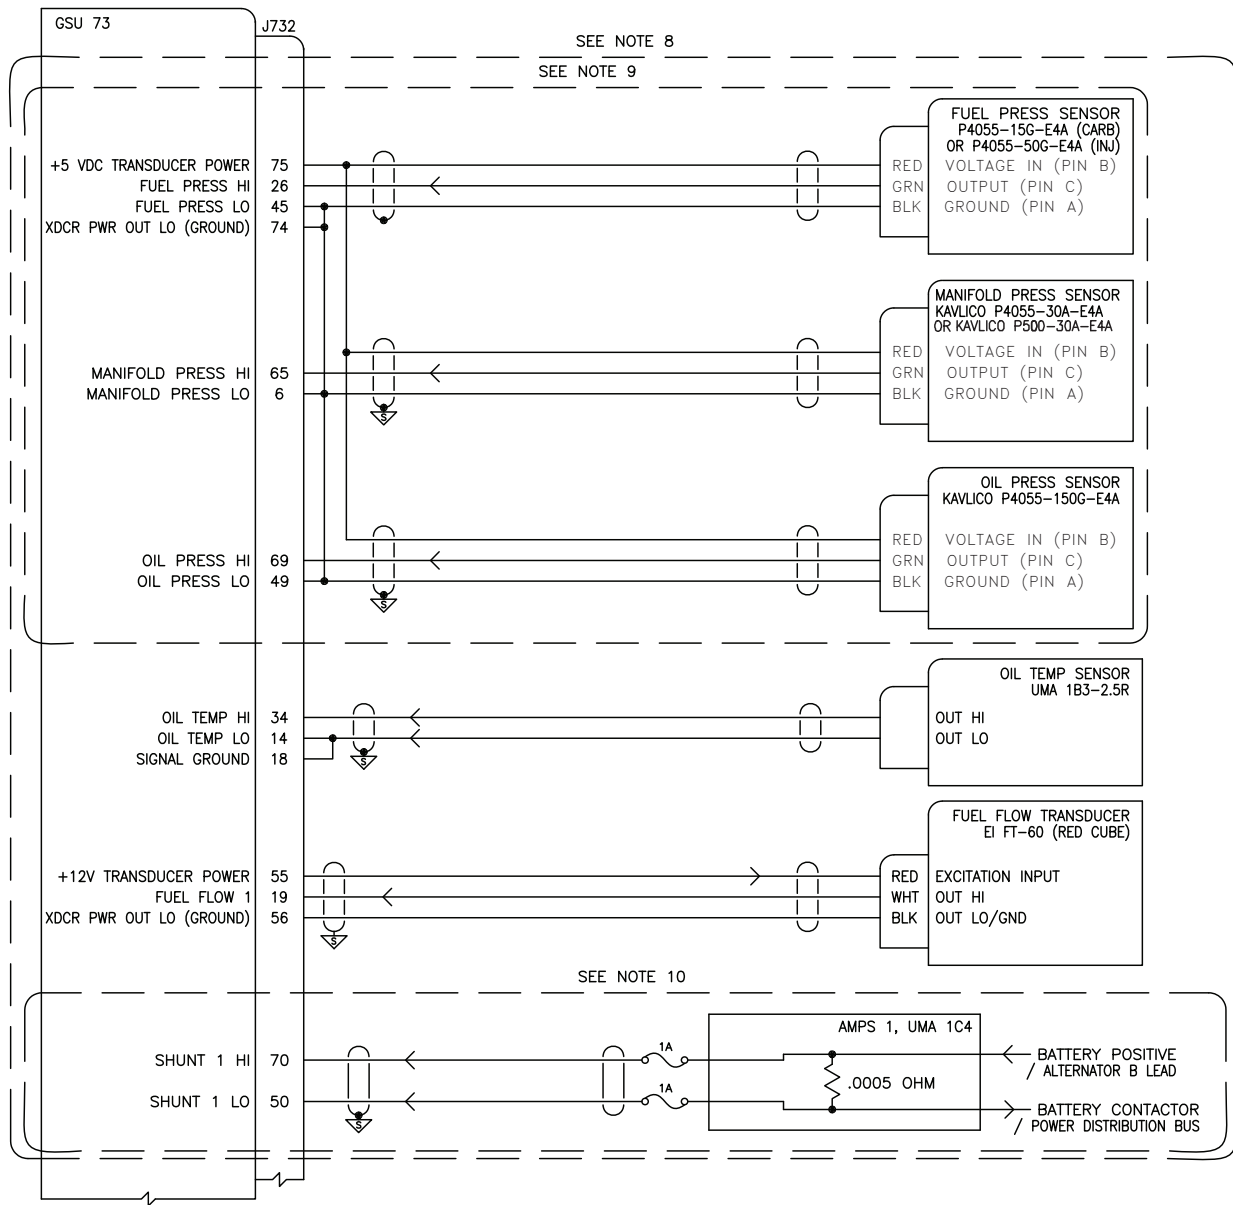 GSU 73
J732
SEE NOTE 8
SEE NOTE 9
FUEL PRESS SENSOR
P4055-15G-E4A (CARB)
OR P4055-50G-E4A (INJ)
+5 VDC TRANSDUCER POWER 75 RED VOLTAGE IN (PIN B)
FUEL PRESS HI 26 GRN OUTPUT (PIN C)
FUEL PRESS LO 45 BLK GROUND (PIN A)
XDCR PWR OUT LO (GROUND) 74
MANIFOLD PRESS SENSOR
KAVLICO P4055-30A-E4A
OR KAVLICO P500-30A-E4A
RED VOLTAGE IN (PIN B)
MANIFOLD PRESS HI 65 GRN OUTPUT (PIN C)
MANIFOLD PRESS LO 6 BLK GROUND (PIN A)
S
OIL PRESS SENSOR
KAVLICO P4055-150G-E4A
RED VOLTAGE IN (PIN B)
OIL PRESS HI 69 GRN OUTPUT (PIN C)
OIL PRESS LO 49 BLK GROUND (PIN A)
S
OIL TEMP SENSOR
UMA 1B3-2.5R
OIL TEMP HI 34 OUT HI
OIL TEMP LO 14 OUT LO
SIGNAL GROUND 18
S
FUEL FLOW TRANSDUCER
EI FT-60 (RED CUBE)
+12V TRANSDUCER POWER 55 RED EXCITATION INPUT
FUEL FLOW 1 19 WHT OUT HI
XDCR PWR OUT LO (GROUND) 56 BLK OUT LO/GND
S
SEE NOTE 10
AMPS 1, UMA 1C4
SHUNT 1 HI 70 1A BATTERY POSITIVE
/ ALTERNATOR B LEAD
.0005 OHM
SHUNT 1 LO 50 1A BATTERY CONTACTOR
/ POWER DISTRIBUTION BUS
S